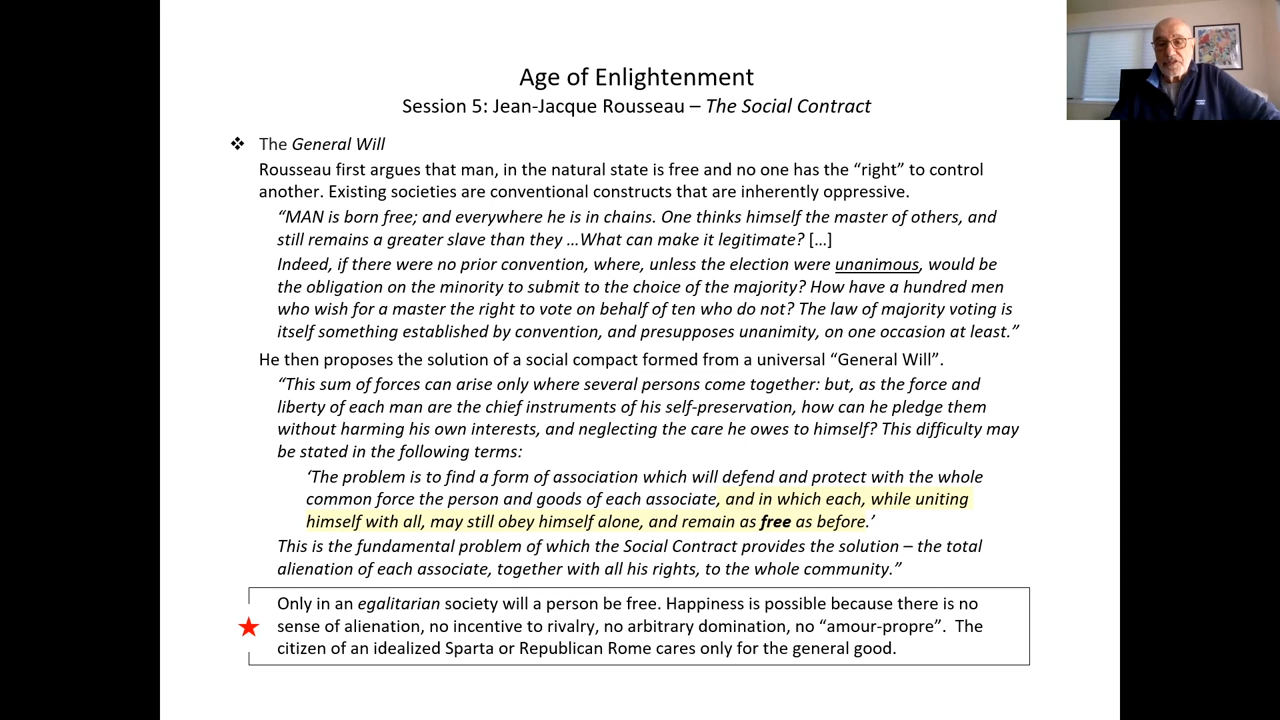 Age of Enlightenment
Session 5: Jean-Jacque Rousseau – The Social Contract
❖ The General Will
Rousseau first argues that man, in the natural state is free and no one has the “right” to control
another. Existing societies are conventional constructs that are inherently oppressive.
“MAN is born free; and everywhere he is in chains. One thinks himself the master of others, and
still remains a greater slave than they …What can make it legitimate? […]
Indeed, if there were no prior convention, where, unless the election were unanimous, would be
the obligation on the minority to submit to the choice of the majority? How have a hundred men
who wish for a master the right to vote on behalf of ten who do not? The law of majority voting is
itself something established by convention, and presupposes unanimity, on one occasion at least.”
He then proposes the solution of a social compact formed from a universal “General Will”.
“This sum of forces can arise only where several persons come together: but, as the force and
liberty of each man are the chief instruments of his self-preservation, how can he pledge them
without harming his own interests, and neglecting the care he owes to himself? This difficulty may
be stated in the following terms:
‘The problem is to find a form of association which will defend and protect with the whole
common force the person and goods of each associate, and in which each, while uniting
himself with all, may still obey himself alone, and remain as free as before.’
This is the fundamental problem of which the Social Contract provides the solution – the total
alienation of each associate, together with all his rights, to the whole community.”
Only in an egalitarian society will a person be free. Happiness is possible because there is no
sense of alienation, no incentive to rivalry, no arbitrary domination, no “amour-propre”. The
citizen of an idealized Sparta or Republican Rome cares only for the general good.